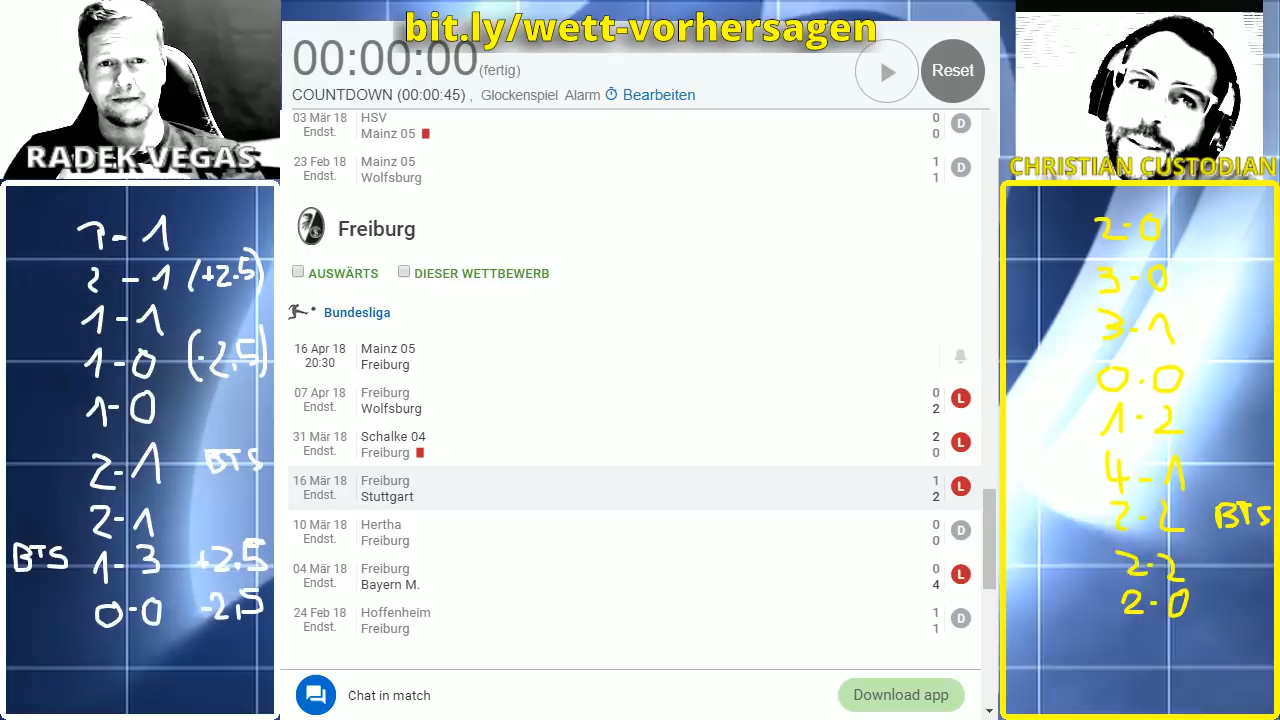 bit.ly/wett-vorhersagen
00:00:00 (fertig)
Reset
COUNTDOWN (00:00:45) , Glockenspiel Alarm Bearbeiten
RADEK VEGAS
CHRISTIAN CUSTODIAN
03 Mär 18 HSV 0
Endst. Mainz 05 0 D
23 Feb 18 Mainz 05 1
Endst. Wolfsburg 1 D
Freiburg
AUSWÄRTS DIESER WETTBEWERB
Bundesliga
16 Apr 18 Mainz 05
20:30 Freiburg
07 Apr 18 Freiburg 0
Endst. Wolfsburg 2 L
31 Mär 18 Schalke 04 2
Endst. Freiburg 0 L
16 Mär 18 Freiburg 1
Endst. Stuttgart 2 L
10 Mär 18 Hertha 0
Endst. Freiburg 0 D
04 Mär 18 Freiburg 0
Endst. Bayern M. 4 L
24 Feb 18 Hoffenheim 1
Endst. Freiburg 1 D
Chat in match
Download app
1
2-1 (+2.5)
1-1
1-0 (-2,5)
1-0
2-1 BTS
2-1
BTS 1-3 +2.5
0-0 -2,5
2-0
3-0
3-1
0-0
1-2
4-1
2-2 BTS
2-2
2-0